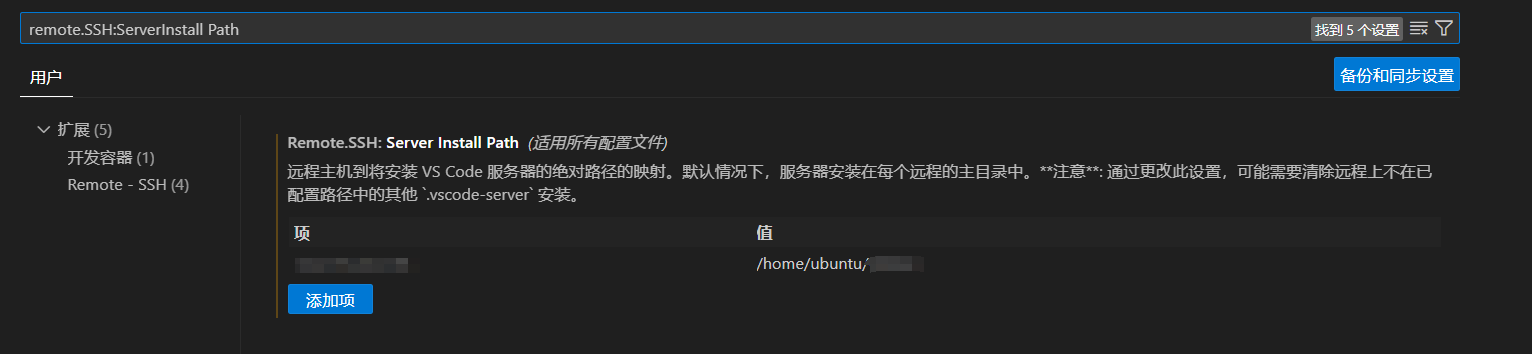 remote.SSH:ServerInstall Path
找到 5 个设置
用户
备份和同步设置
扩展 (5)
开发容器 (1)
Remote - SSH (4)
Remote.SSH: Server Install Path (适用所有配置文件)
远程主机到将安装 VS Code 服务器的绝对路径的映射。默认情况下，服务器安装在每个远程的主目录中。**注意**: 通过更改此设置，可能需要清除远程上不在已
配置路径中的其他 `.vscode-server` 安装。
项 值
/home/ubuntu/
添加项